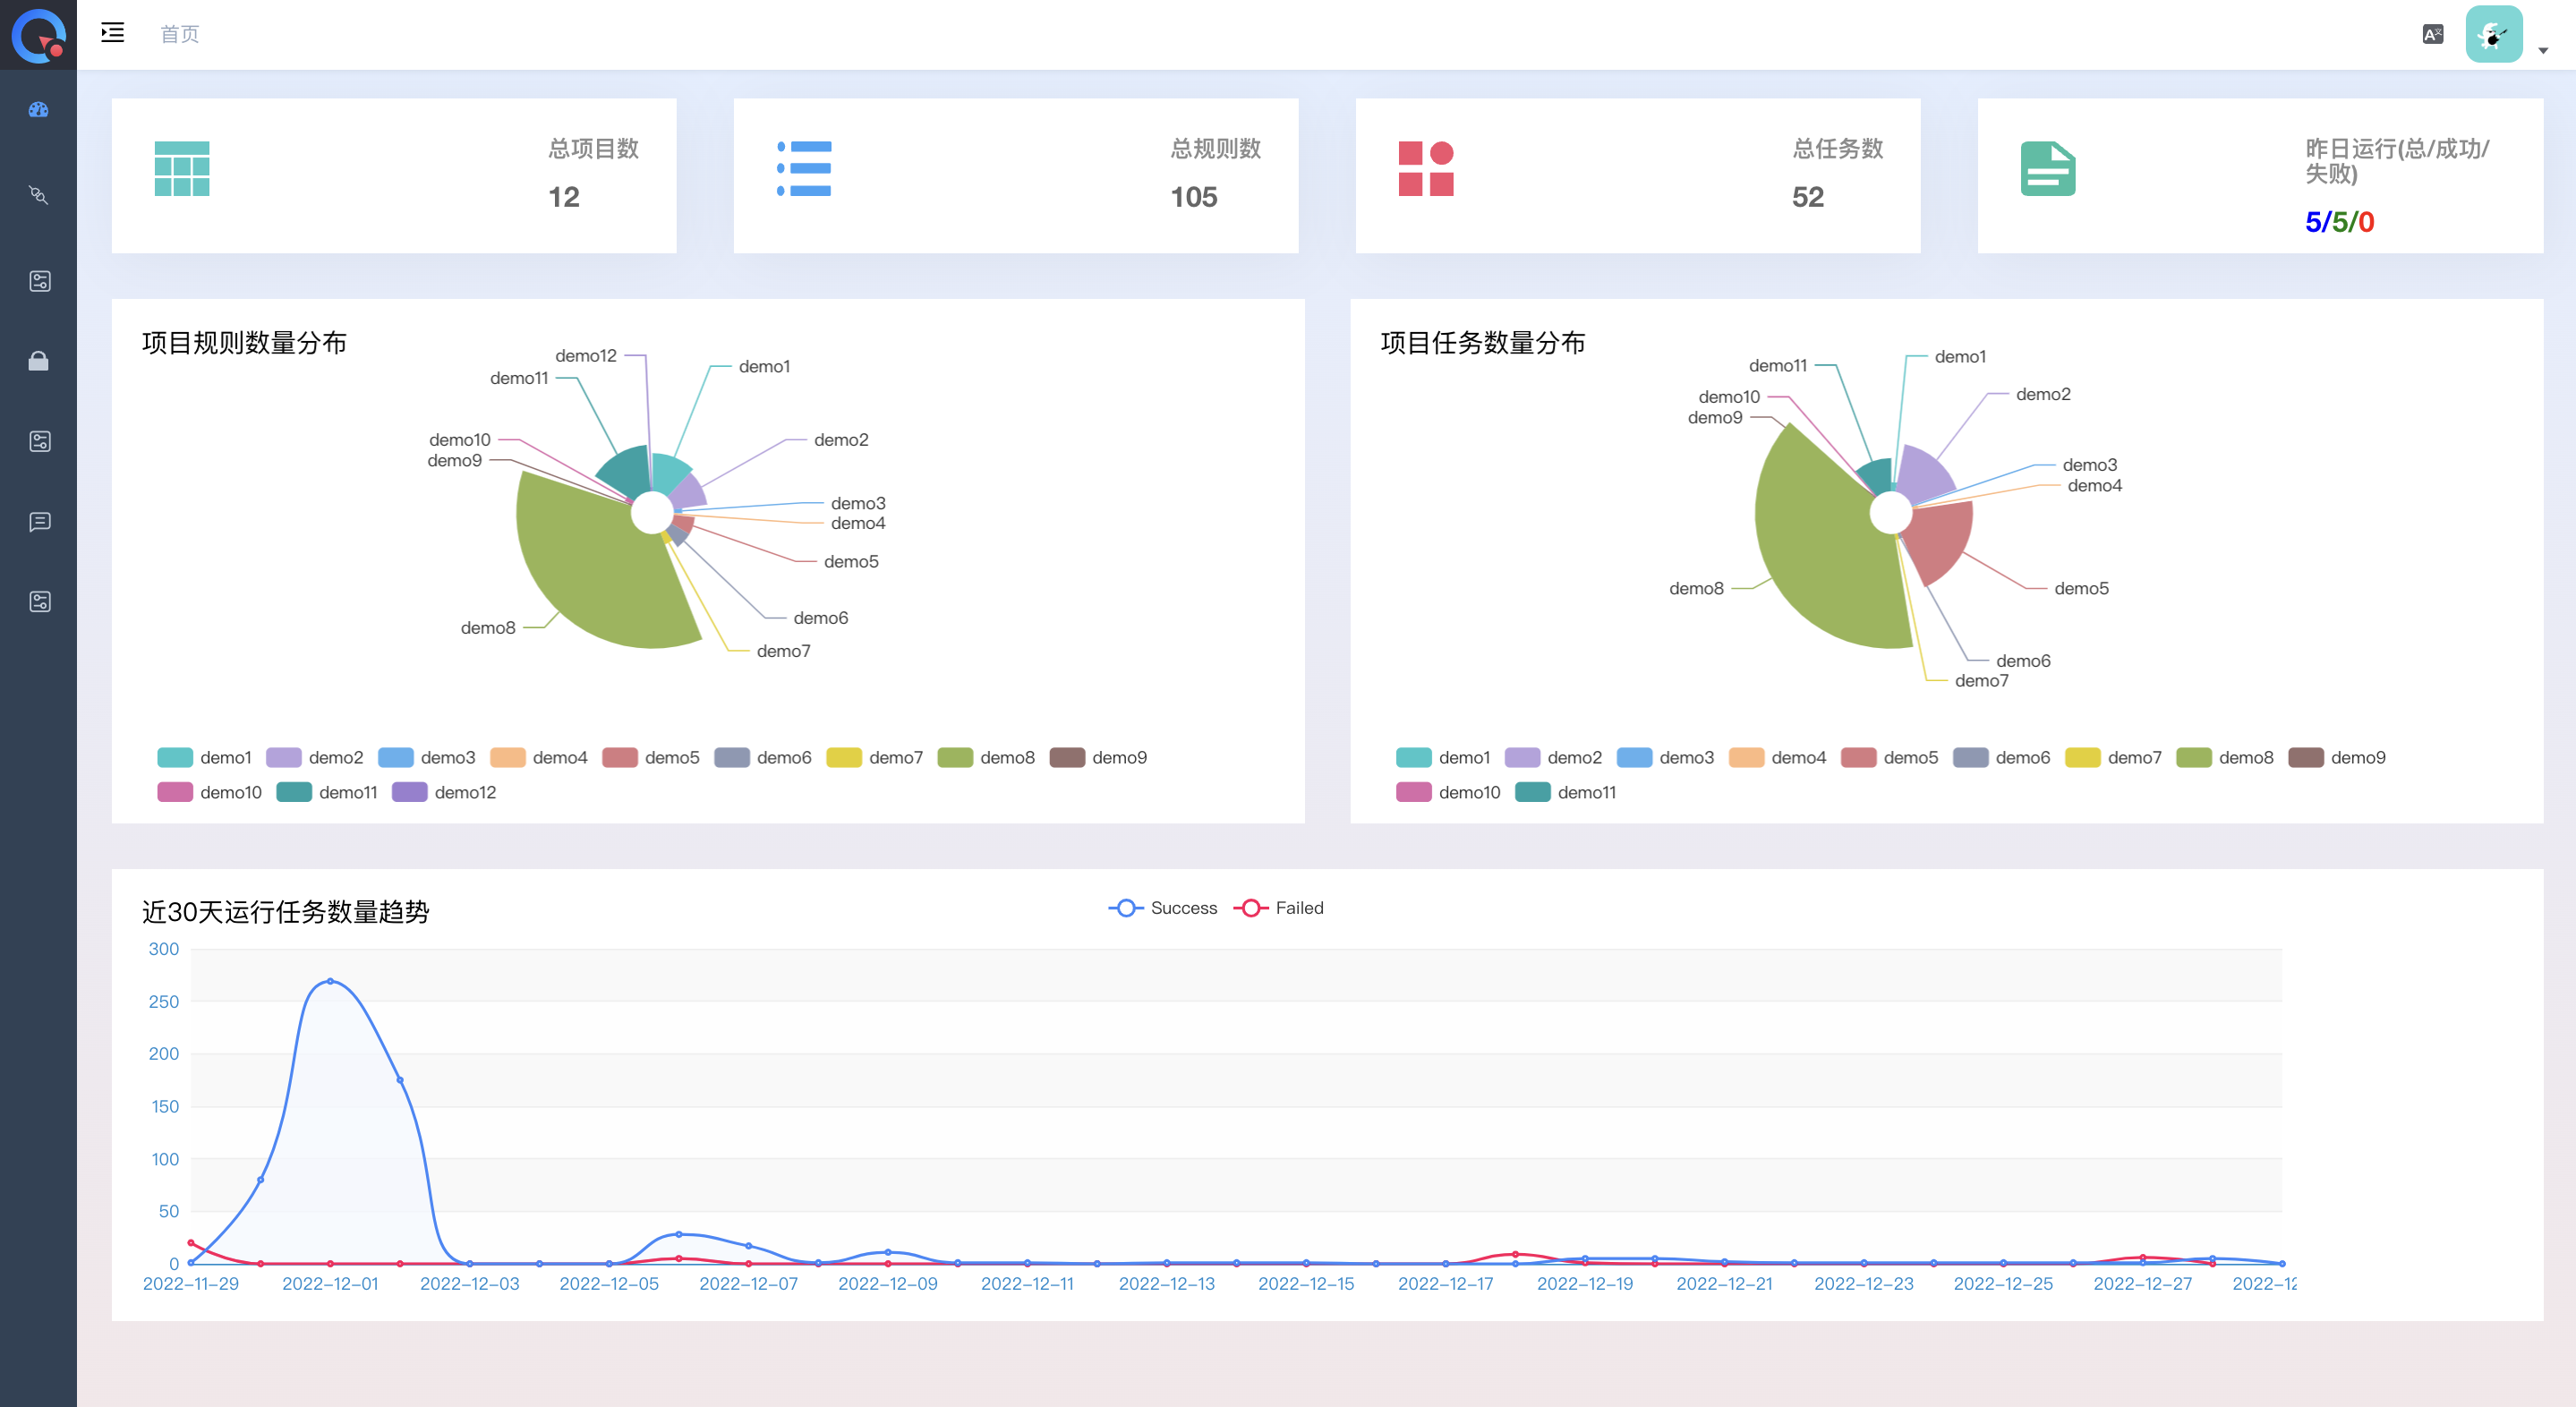 首页
总项目数
12
总规则数
105
总任务数
52
昨日运行(总/成功/
失败)
5/5/0
项目规则数量分布
demo12
demo1
demo11
demo10
demo2
demo9
demo3
demo4
demo5
demo6
demo8
demo7
demo1 demo2 demo3 demo4 demo5 demo6 demo7 demo8 demo9
demo10 demo11 demo12
项目任务数量分布
demo1
demo11
demo2
demo10
demo9
demo3
demo4
demo8
demo5
demo6
demo7
demo1 demo2 demo3 demo4 demo5 demo6 demo7 demo8 demo9
demo10 demo11
近30天运行任务数量趋势
Success Failed
300
250
200
150
100
50
0
2022-11-29 2022-12-01 2022-12-03 2022-12-05 2022-12-07 2022-12-09 2022-12-11 2022-12-13 2022-12-15 2022-12-17 2022-12-19 2022-12-21 2022-12-23 2022-12-25 2022-12-27 2022-12